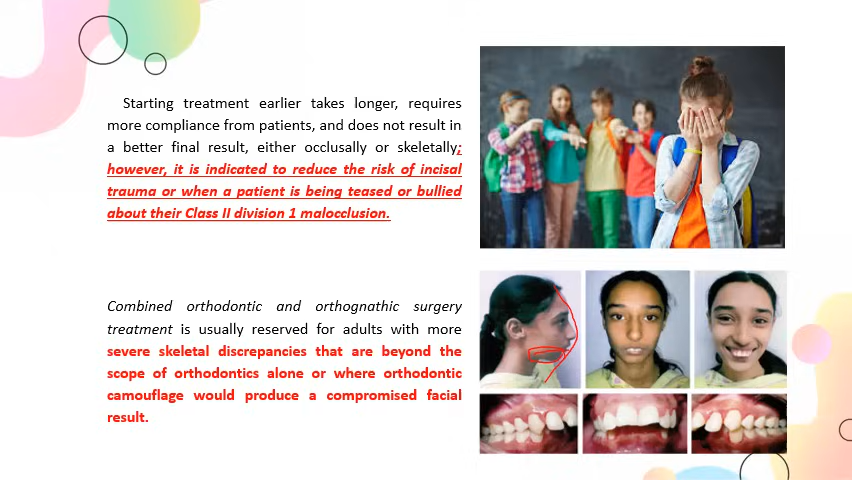 Starting treatment earlier takes longer, requires
more compliance from patients, and does not result in
a better final result, either occlusally or skeletally;
however, it is indicated to reduce the risk of incisal
trauma or when a patient is being teased or bullied
about their Class II division 1 malocclusion.
Combined orthodontic and orthognathic surgery
treatment is usually reserved for adults with more
severe skeletal discrepancies that are beyond the
scope of orthodontics alone or where orthodontic
camouflage would produce a compromised facial
result.